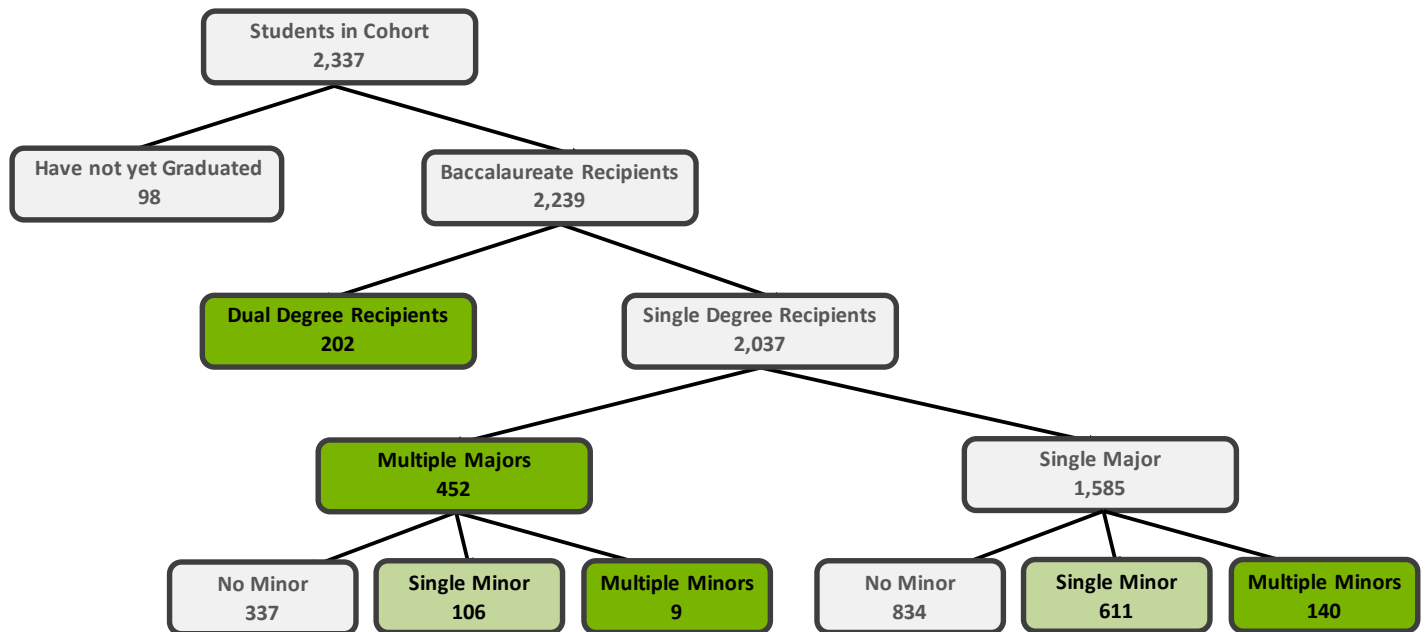 Students in Cohort
2,337
Have not yet Graduated
98
Baccalaureate Recipients
2,239
Dual Degree Recipients
202
Single Degree Recipients
2,037
Multiple Majors
452
Single Major
1,585
No Minor
337
Single Minor
106
Multiple Minors
9
No Minor
834
Single Minor
611
Multiple Minors
140